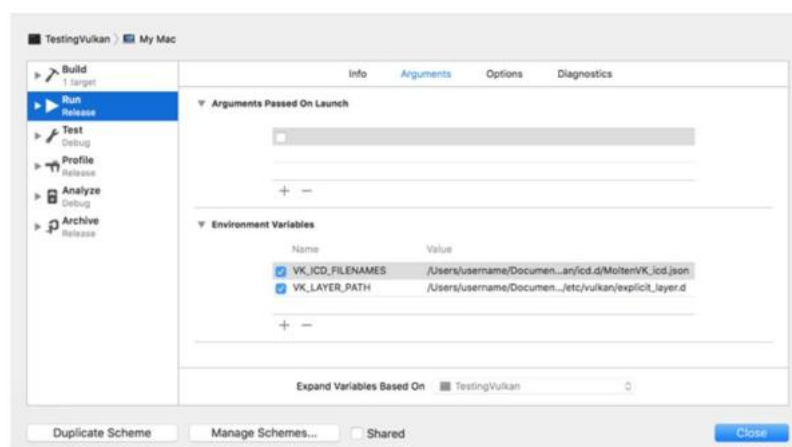 TestingVulkan 〉 My Mac
Build
1 target
Run
Release
Test
Debug
Profile
Release
Analyze
Debug
Archive
Release
Info Arguments Options Diagnostics
Arguments Passed On Launch
+ −
Environment Variables
Name Value
VK_ICD_FILENAMES /Users/username/Documen...an/icd.d/MoltenVK_icd.json
VK_LAYER_PATH /Users/username/Documen.../etc/vulkan/explicit_layer.d
+ −
Expand Variables Based On TestingVulkan
Duplicate Scheme Manage Schemes... Shared Close